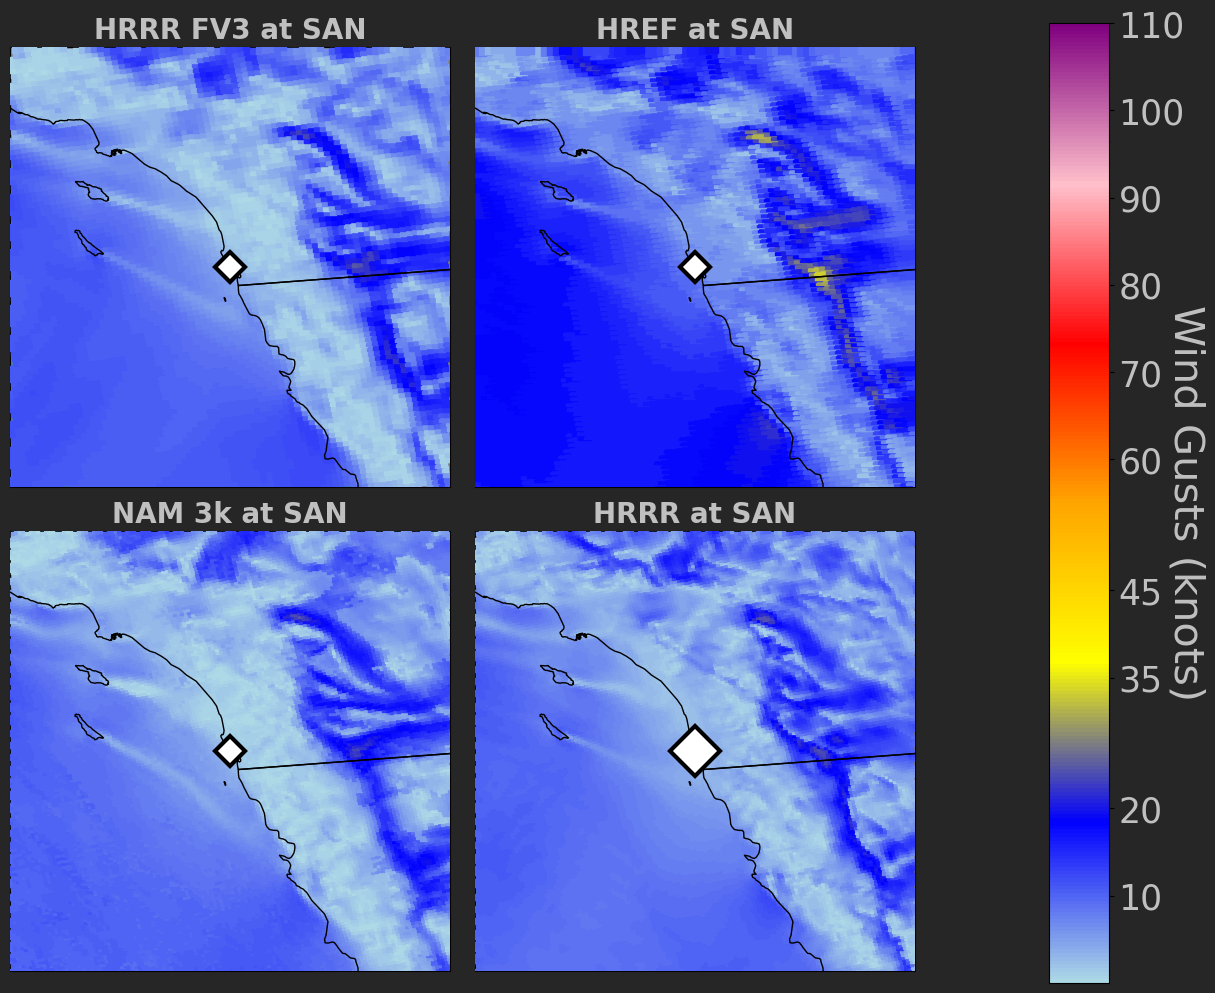 HRRR FV3 at SAN
HREF at SAN
NAM 3k at SAN
HRRR at SAN
110
100
90
80
70
60
45
35
20
10
Wind Gusts (knots)